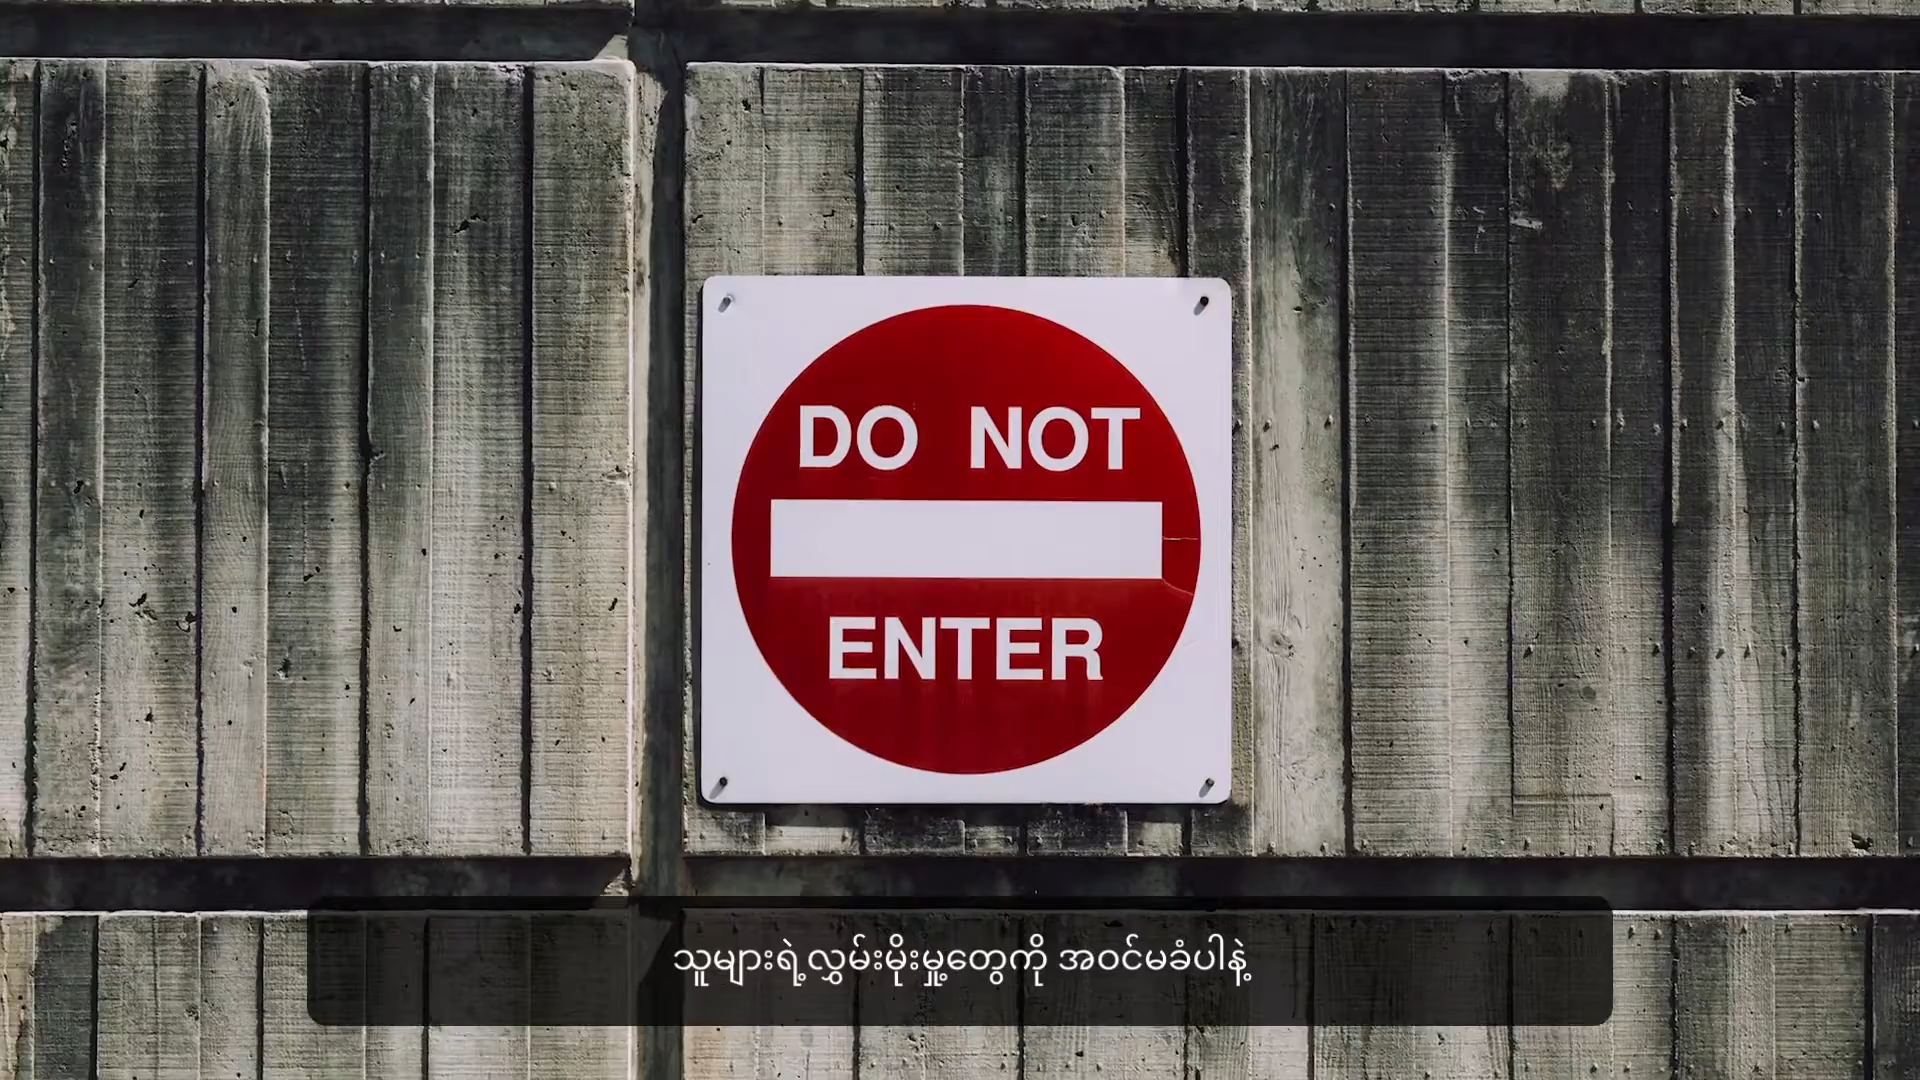 DO NOT
ENTER
သူများရဲ့လွှမ်းမိုးမှု့တွေကို အဝင်မခံပါနဲ့